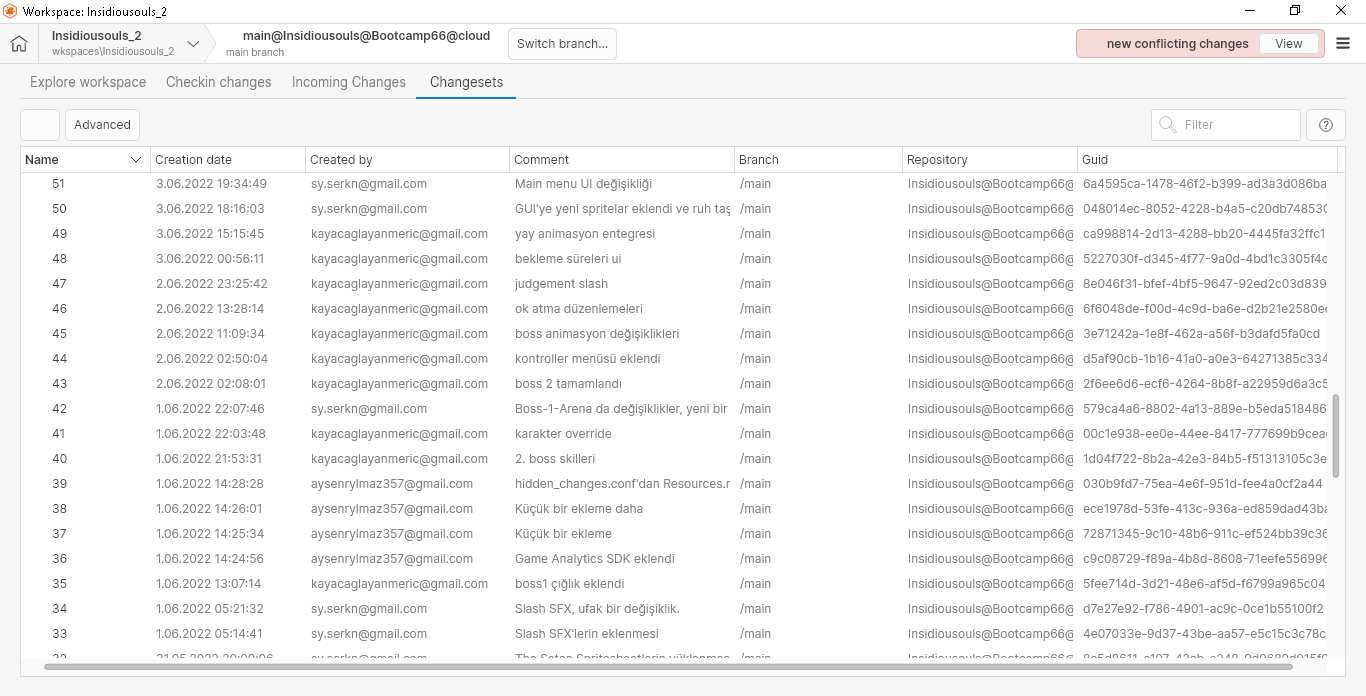 Workspace: Insidiousouls_2
Insidiousouls_2
wkspaces\Insidiousouls_2
main@Insidiousouls@Bootcamp66@cloud
main branch
Switch branch...
new conflicting changes
View
Explore workspace Checkin changes Incoming Changes Changesets
Advanced
Filter
Name Creation date Created by Comment Branch Repository Guid
51 3.06.2022 19:34:49 sy.serkn@gmail.com Main menu UI değişikliği /main Insidiousouls@Bootcamp66@ 6a4595ca-1478-46f2-b399-ad3a3d086ba
50 3.06.2022 18:16:03 sy.serkn@gmail.com GUI'ye yeni spritelar eklendi ve ruh taş /main Insidiousouls@Bootcamp66@ 048014ec-8052-4228-b4a5-c20db748530
49 3.06.2022 15:15:45 kayacaglayanmeric@gmail.com yay animasyon entegresi /main Insidiousouls@Bootcamp66@ ca998814-2d13-4288-bb20-4445fa32ffc1
48 3.06.2022 00:56:11 kayacaglayanmeric@gmail.com bekleme süreleri ui /main Insidiousouls@Bootcamp66@ 5227030f-d345-4f77-9a0d-4bd1c3305f4c
47 2.06.2022 23:25:42 kayacaglayanmeric@gmail.com judgement slash /main Insidiousouls@Bootcamp66@ 8e046f31-bfef-4bf5-9647-92ed2c03d839
46 2.06.2022 13:28:14 kayacaglayanmeric@gmail.com ok atma düzenlemeleri /main Insidiousouls@Bootcamp66@ 6f6048de-f00d-4c9d-ba6e-d2b21e2580e
45 2.06.2022 11:09:34 kayacaglayanmeric@gmail.com boss animasyon değişiklikleri /main Insidiousouls@Bootcamp66@ 3e71242a-1e8f-462a-a56f-b3dafd5fa0cd
44 2.06.2022 02:50:04 kayacaglayanmeric@gmail.com kontroller menüsü eklendi /main Insidiousouls@Bootcamp66@ d5af90cb-1b16-41a0-a0e3-64271385c334
43 2.06.2022 02:08:01 kayacaglayanmeric@gmail.com boss 2 tamamlandı /main Insidiousouls@Bootcamp66@ 2f6ee6d6-ecf6-4264-8b8f-a22959d6a3c5
42 1.06.2022 22:07:46 sy.serkn@gmail.com Boss-1-Arena da değişiklikler, yeni bir /main Insidiousouls@Bootcamp66@ 579ca4a6-8802-4a13-889e-b5eda518486
41 1.06.2022 22:03:48 kayacaglayanmeric@gmail.com karakter override /main Insidiousouls@Bootcamp66@ 00c1e938-ee0e-44ee-8417-777699b9cea
40 1.06.2022 21:53:31 kayacaglayanmeric@gmail.com 2. boss skilleri /main Insidiousouls@Bootcamp66@ 1d04f722-8b2a-42e3-84b5-f51313105c3e
39 1.06.2022 14:28:28 aysenrylmaz357@gmail.com hidden_changes.conf'dan Resources.r /main Insidiousouls@Bootcamp66@ 030b9fd7-75ea-4e6f-951d-fee4a0cf2a44
38 1.06.2022 14:26:01 aysenrylmaz357@gmail.com Küçük bir ekleme daha /main Insidiousouls@Bootcamp66@ ece1978d-53fe-413c-936a-ed859dad43ba
37 1.06.2022 14:25:34 aysenrylmaz357@gmail.com Küçük bir ekleme /main Insidiousouls@Bootcamp66@ 72871345-9c10-48b6-911c-ef524bb39c36
36 1.06.2022 14:24:56 aysenrylmaz357@gmail.com Game Analytics SDK eklendi /main Insidiousouls@Bootcamp66@ c9c08729-f89a-4b8d-8608-71eefe556996
35 1.06.2022 13:07:14 kayacaglayanmeric@gmail.com boss1 çığlık eklendi /main Insidiousouls@Bootcamp66@ 5fee714d-3d21-48e6-af5d-f6799a965c04
34 1.06.2022 05:21:32 sy.serkn@gmail.com Slash SFX, ufak bir değişiklik. /main Insidiousouls@Bootcamp66@ d7e27e92-f786-4901-ac9c-0ce1b55100f2
33 1.06.2022 05:14:41 sy.serkn@gmail.com Slash SFX'lerin eklenmesi /main Insidiousouls@Bootcamp66@ 4e07033e-9d37-43be-aa57-e5c15c3c78c